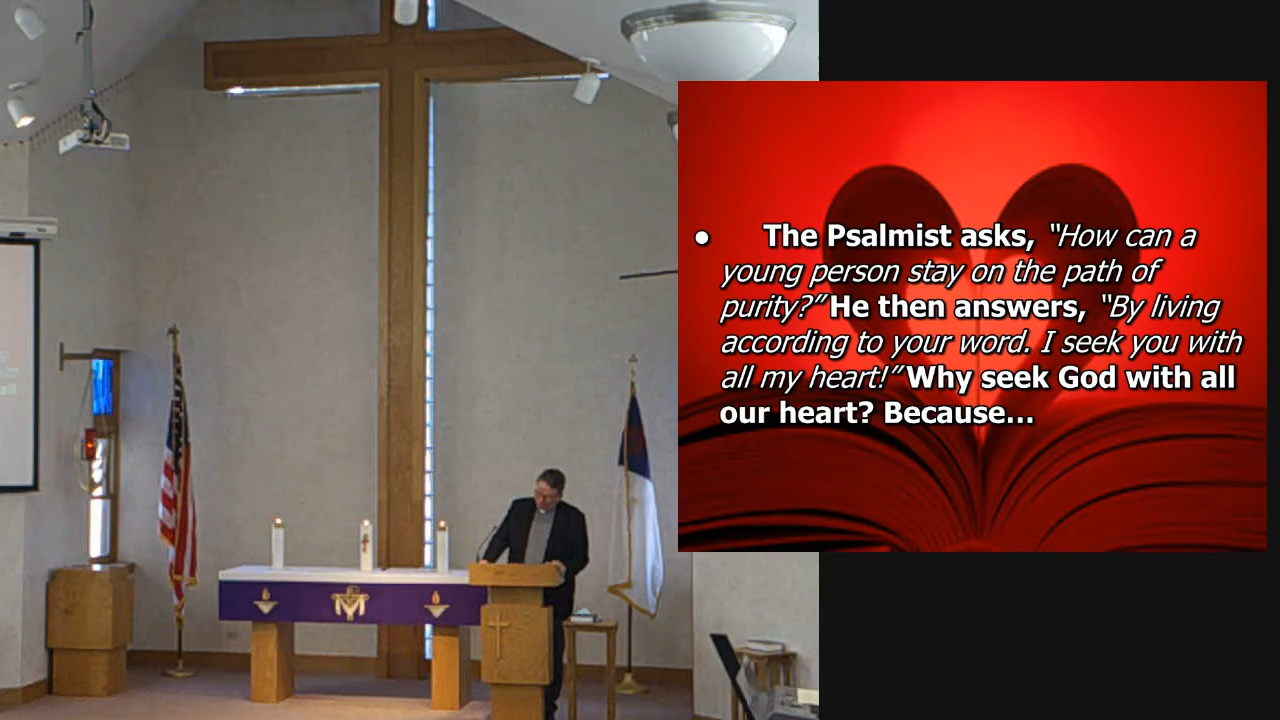 ● The Psalmist asks, “How can a
young person stay on the path of
purity?” He then answers, “By living
according to your word. I seek you with
all my heart!” Why seek God with all
our heart? Because…